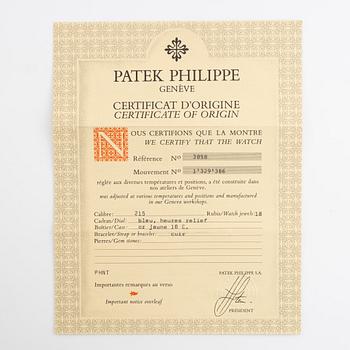 PATEK PHILIPPE
GENÈVE
CERTIFICAT D'ORIGINE
CERTIFICATE OF ORIGIN
NOUS CERTIFIONS QUE LA MONTRE
WE CERTIFY THAT THE WATCH
Référence Nº 3858
Mouvement Nº 1'329'386
réglée aux diverses températures et positions, a été construite dans
nos ateliers de Genève.
was adjusted at various temperatures and positions and manufactured
in our Geneva workshops.
Calibre: 215 Rubis/Watch jewels: 18
Cadran/Dial: bleu, heures relief
Boîtier/Case: or jaune 18 C.
Bracelet/Strap or bracelet: cuir
Pierres/Gem stones:
PHNT PATEK PHILIPPE S.A.
Importantes remarques au verso
Important notice overleaf
PRÉSIDENT